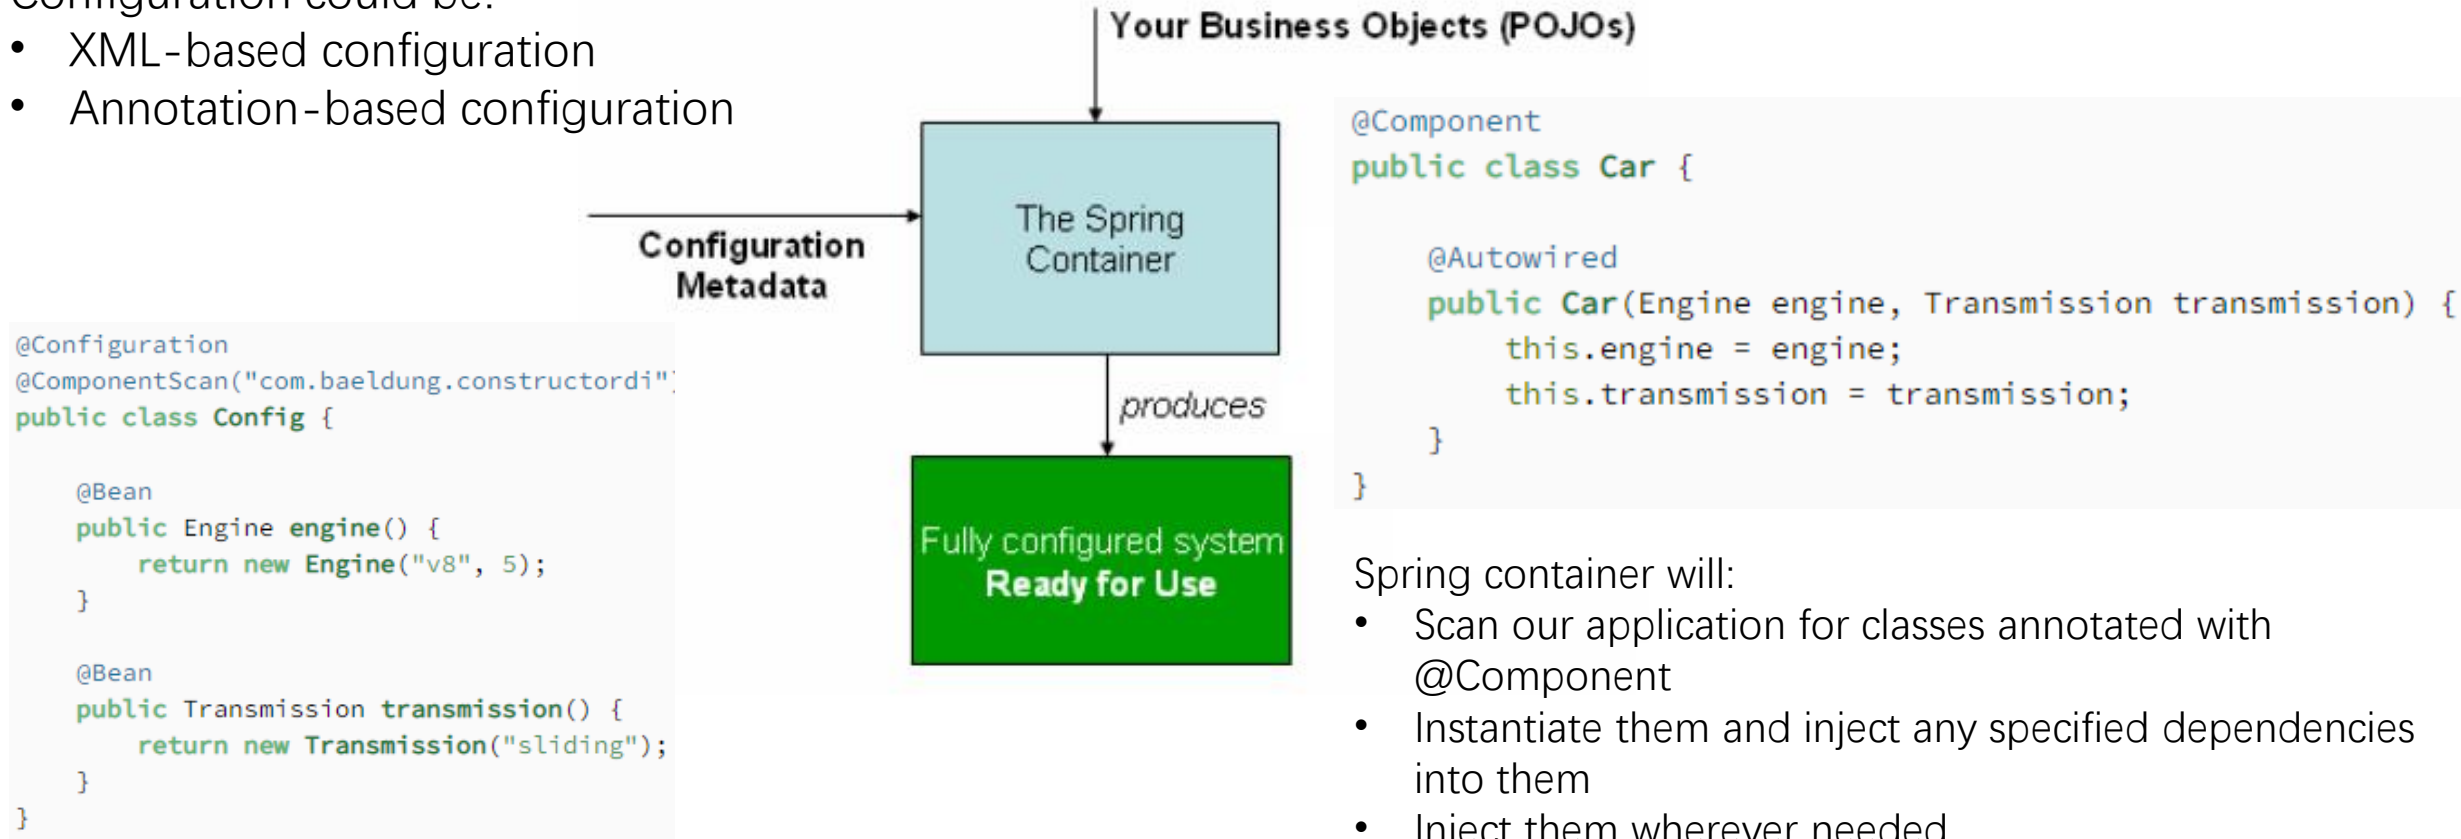 Configuration could be:
• XML-based configuration
• Annotation-based configuration
Your Business Objects (POJOs)
The Spring
Container
Configuration
Metadata
produces
Fully configured system
Ready for Use
@Configuration
@ComponentScan("com.baeldung.constructordi")
public class Config {
    @Bean
    public Engine engine() {
        return new Engine("v8", 5);
    }
    @Bean
    public Transmission transmission() {
        return new Transmission("sliding");
    }
}
@Component
public class Car {
    @Autowired
    public Car(Engine engine, Transmission transmission) {
        this.engine = engine;
        this.transmission = transmission;
    }
}
Spring container will:
• Scan our application for classes annotated with
@Component
• Instantiate them and inject any specified dependencies
into them
• Inject them wherever needed